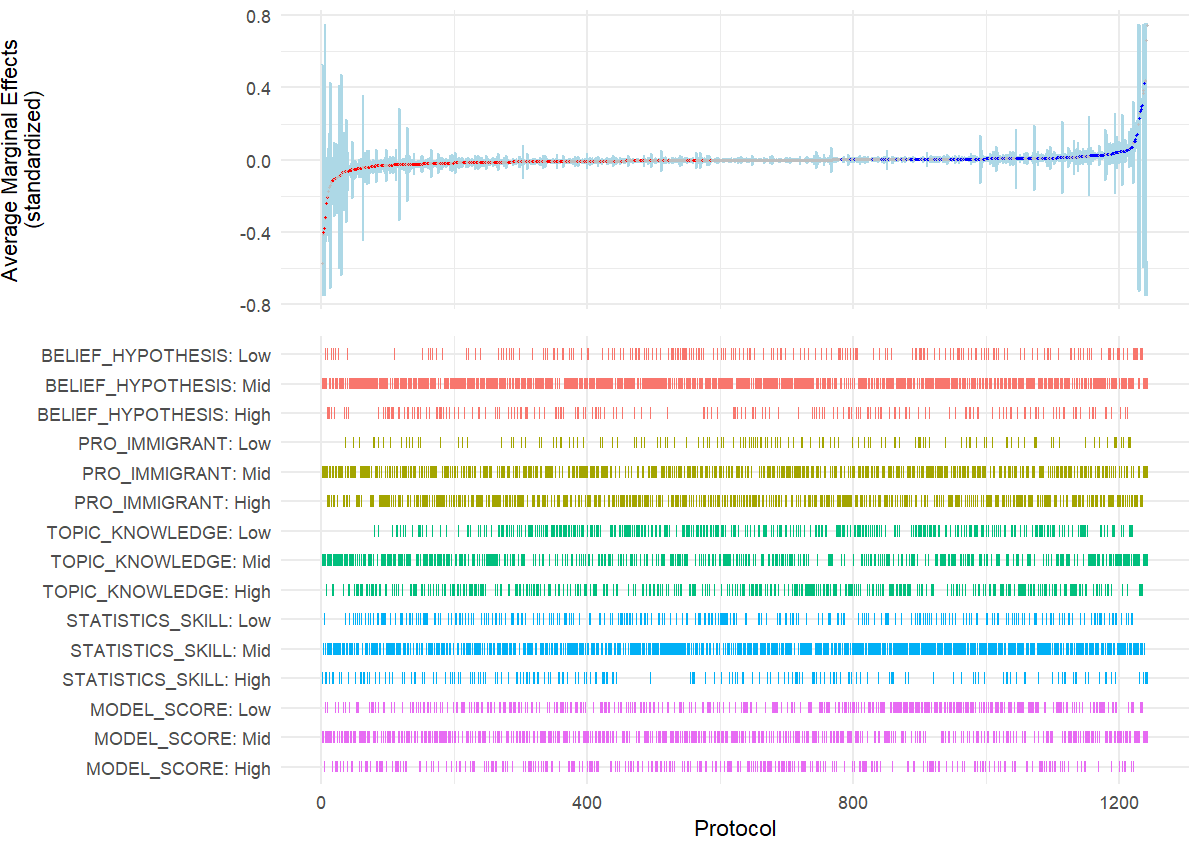 Average Marginal Effects
(standardized)
0.8
0.4
0.0
-0.4
-0.8
BELIEF_HYPOTHESIS: Low
BELIEF_HYPOTHESIS: Mid
BELIEF_HYPOTHESIS: High
PRO_IMMIGRANT: Low
PRO_IMMIGRANT: Mid
PRO_IMMIGRANT: High
TOPIC_KNOWLEDGE: Low
TOPIC_KNOWLEDGE: Mid
TOPIC_KNOWLEDGE: High
STATISTICS_SKILL: Low
STATISTICS_SKILL: Mid
STATISTICS_SKILL: High
MODEL_SCORE: Low
MODEL_SCORE: Mid
MODEL_SCORE: High
0 400 800 1200
Protocol